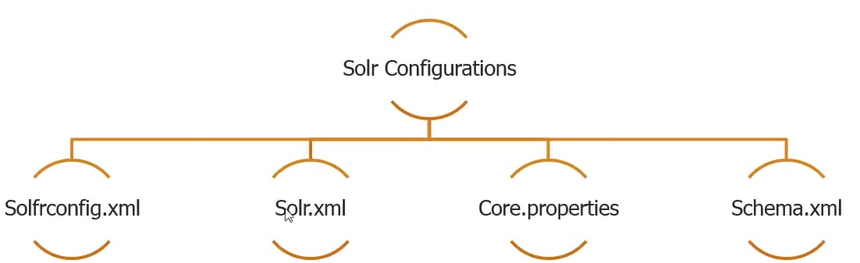 Solr Configurations
Solfrconfig.xml
Solr.xml
Core.properties
Schema.xml